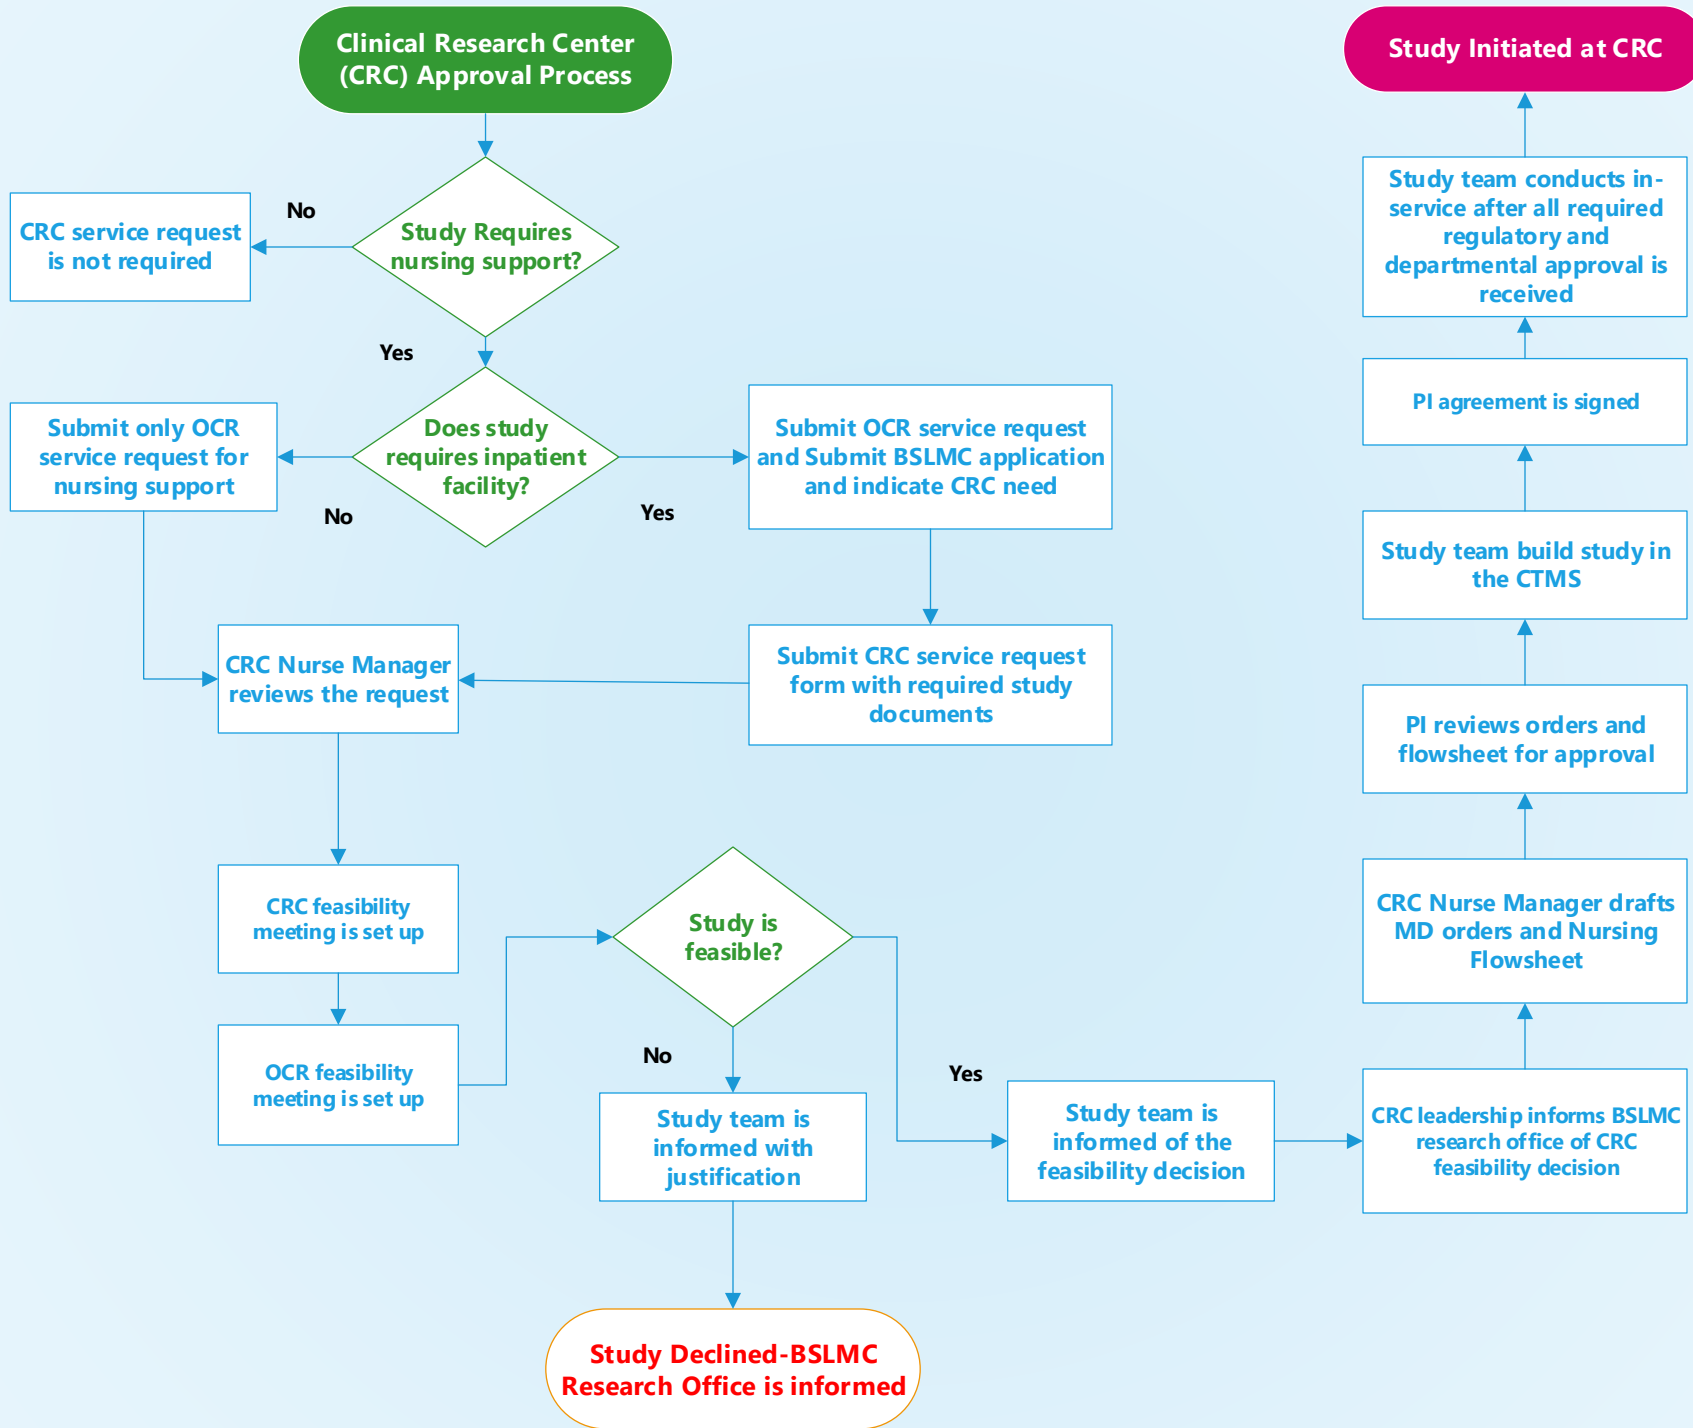 Clinical Research Center
(CRC) Approval Process
Study Requires
nursing support?
No
CRC service request
is not required
Yes
Does study
requires inpatient
facility?
No
Submit only OCR
service request for
nursing support
Yes
Submit OCR service request
and Submit BSLMC application
and indicate CRC need
Submit CRC service request
form with required study
documents
CRC Nurse Manager
reviews the request
CRC feasibility
meeting is set up
OCR feasibility
meeting is set up
Study is
feasible?
No
Study team is
informed with
justification
Study Declined-BSLMC
Research Office is informed
Yes
Study team is
informed of the
feasibility decision
CRC leadership informs BSLMC
research office of CRC
feasibility decision
CRC Nurse Manager drafts
MD orders and Nursing
Flowsheet
PI reviews orders and
flowsheet for approval
Study team build study in
the CTMS
PI agreement is signed
Study team conducts in-
service after all required
regulatory and
departmental approval is
received
Study Initiated at CRC